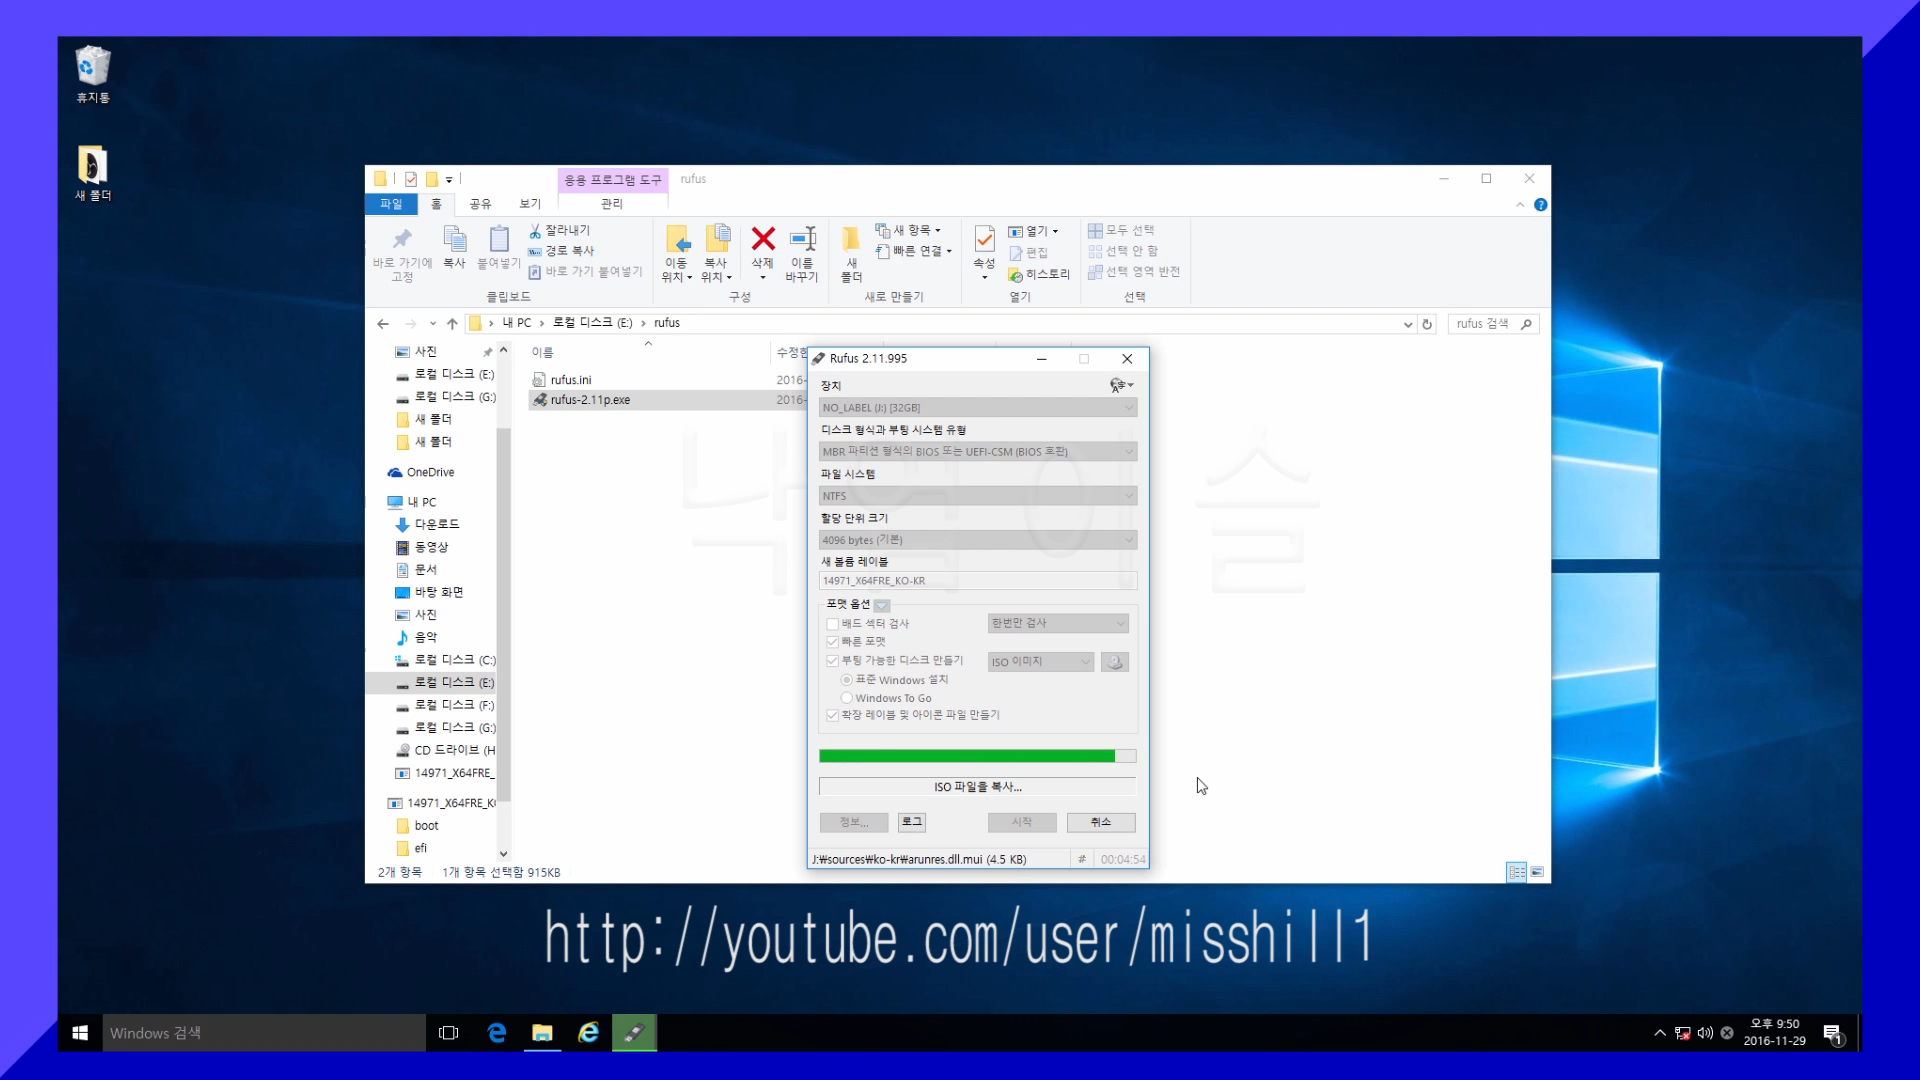 휴지통
새 폴더
응용 프로그램 도구
rufus
파일
홈
공유
보기
관리
바로 가기에
고정
복사
붙여넣기
잘라내기
경로 복사
바로 가기 붙여넣기
클립보드
이동
위치
복사
위치
삭제
이름
바꾸기
구성
새
폴더
새 항목
빠른 연결
새로 만들기
속성
열기
편집
히스토리
열기
모두 선택
선택 안 함
선택 영역 반전
선택
내 PC > 로컬 디스크 (E:) > rufus
rufus 검색
사진
로컬 디스크 (E:)
로컬 디스크 (G:)
새 폴더
새 폴더
OneDrive
내 PC
다운로드
동영상
문서
바탕 화면
사진
음악
로컬 디스크 (C:)
로컬 디스크 (E:)
로컬 디스크 (F:)
로컬 디스크 (G:)
CD 드라이브 (H
14971_X64FRE_
14971_X64FRE_K
boot
efi
이름
수정한
rufus.ini
2016-
rufus-2.11p.exe
2016-
Rufus 2.11.995
장치
NO_LABEL (J:) [32GB]
디스크 형식과 부팅 시스템 유형
MBR 파티션 형식의 BIOS 또는 UEFI-CSM (BIOS 호환)
파일 시스템
NTFS
할당 단위 크기
4096 bytes (기본)
새 볼륨 레이블
14971_X64FRE_KO-KR
포맷 옵션
배드 섹터 검사
한번만 검사
빠른 포맷
부팅 가능한 디스크 만들기
ISO 이미지
표준 Windows 설치
Windows To Go
확장 레이블 및 아이콘 파일 만들기
ISO 파일을 복사...
정보...
로그
시작
취소
J:₩sources₩ko-kr₩arunres.dll.mui (4.5 KB)
#
00:04:54
2개 항목
1개 항목 선택함 915KB
http://youtube.com/user/misshill1
Windows 검색
오후 9:50
2016-11-29
1